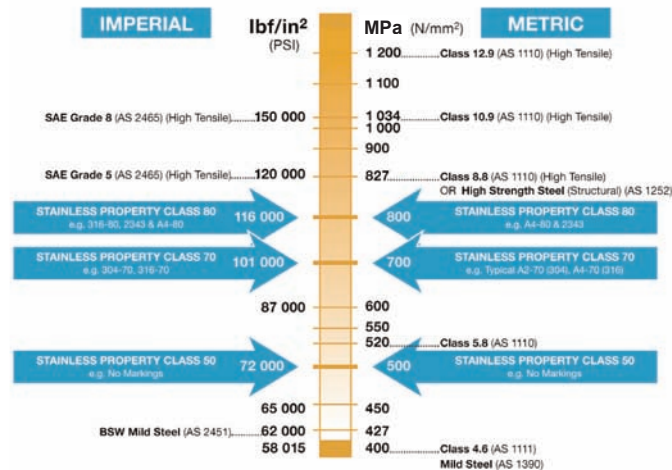 IMPERIAL
lbf/in² MPa (N/mm²)
(PSI)
METRIC
1 200 Class 12.9 (AS 1110) (High Tensile)
1 100
SAE Grade 8 (AS 2465) (High Tensile) 150 000 1 034 Class 10.9 (AS 1110) (High Tensile)
1 000
900
SAE Grade 5 (AS 2465) (High Tensile) 120 000 827 Class 8.8 (AS 1110) (High Tensile)
OR High Strength Steel (Structural) (AS 1252)
STAINLESS PROPERTY CLASS 80
e.g. 316-80, 2343 & A4-80
116 000
800
STAINLESS PROPERTY CLASS 80
e.g. A4-80 & 2343
STAINLESS PROPERTY CLASS 70
e.g. 304-70, 316-70
101 000
700
STAINLESS PROPERTY CLASS 70
e.g. Typical A2-70 (304), A4-70 (316)
87 000 600
550
520 Class 5.8 (AS 1110)
STAINLESS PROPERTY CLASS 50
e.g. No Markings
72 000
500
STAINLESS PROPERTY CLASS 50
e.g. No Markings
65 000 450
BSW Mild Steel (AS 2451) 62 000 427
58 015 400 Class 4.6 (AS 1111)
Mild Steel (AS 1390)